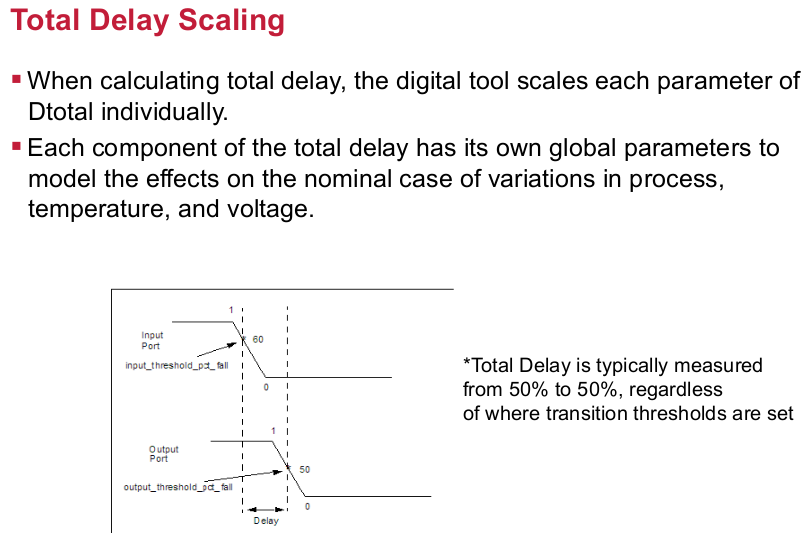 Total Delay Scaling
When calculating total delay, the digital tool scales each parameter of
Dtotal individually.
Each component of the total delay has its own global parameters to
model the effects on the nominal case of variations in process,
temperature, and voltage.
1
Input
Port
60
input_threshold_pct_fall
0
*Total Delay is typically measured
from 50% to 50%, regardless
of where transition thresholds are set
1
Output
Port
50
output_threshold_pct_fall
0
Delay